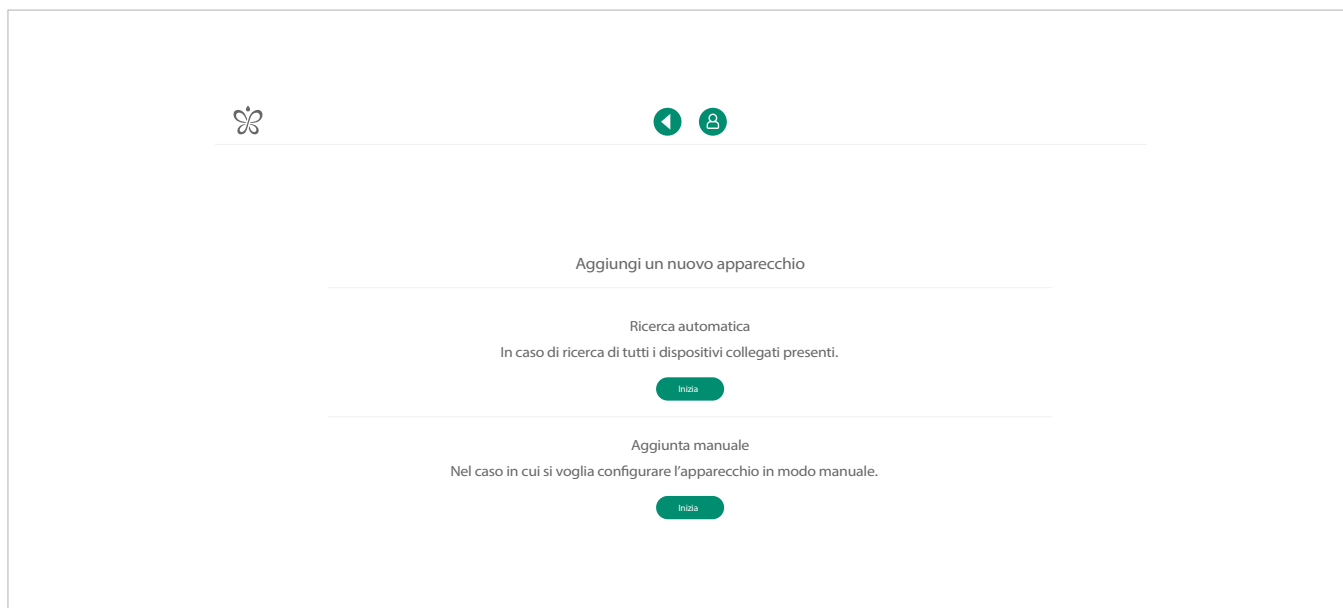 Aggiungi un nuovo apparecchio
Ricerca automatica
In caso di ricerca di tutti i dispositivi collegati presenti.
Inizia
Aggiunta manuale
Nel caso in cui si voglia configurare l’apparecchio in modo manuale.
Inizia